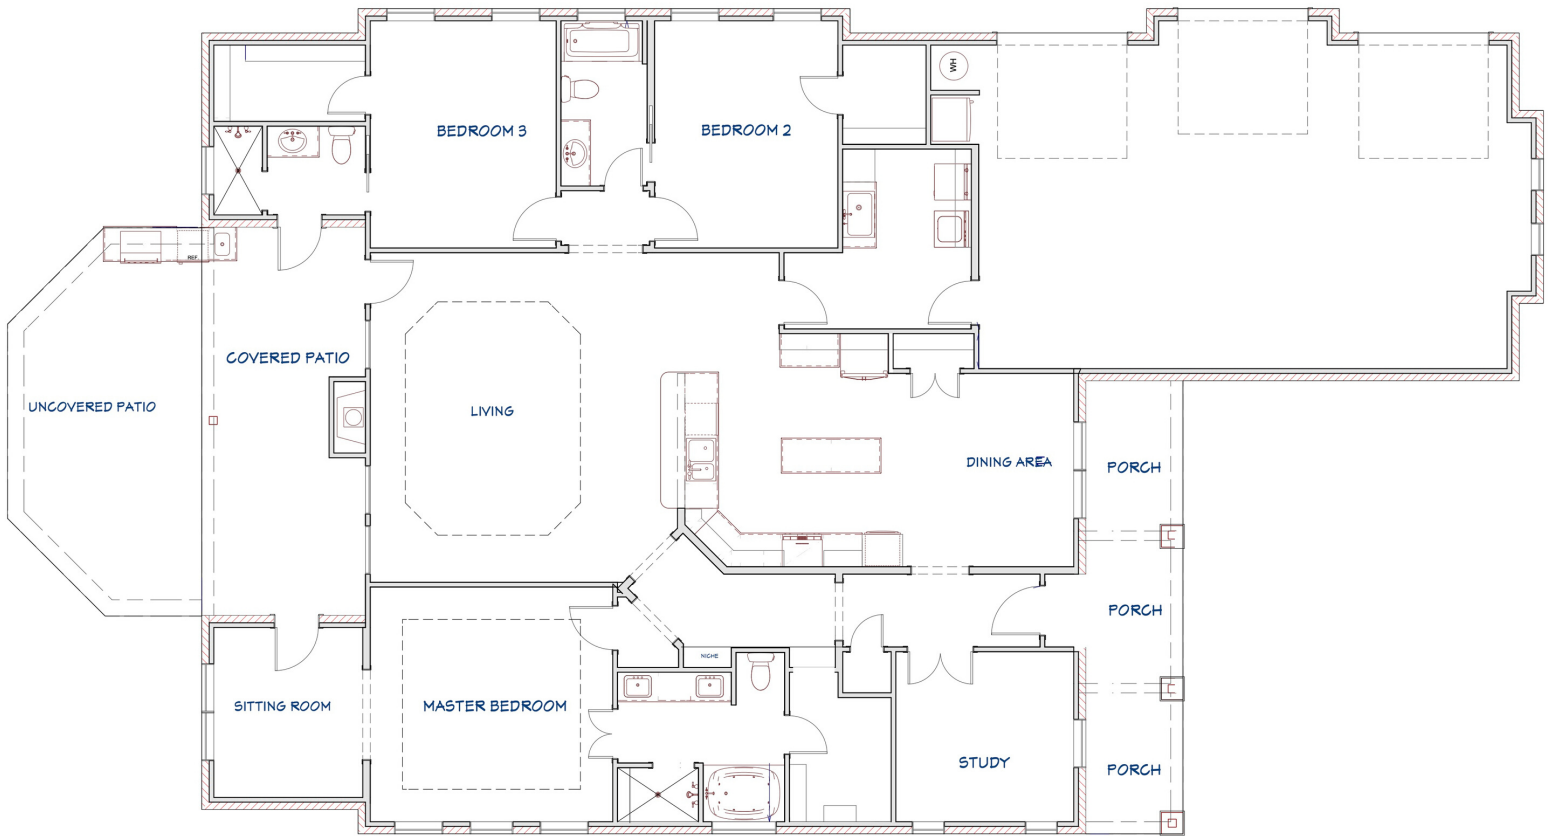 WH
BEDROOM 3
BEDROOM 2
REF.
COVERED PATIO
UNCOVERED PATIO
LIVING
DINING AREA
PORCH
PORCH
NICHE
SITTING ROOM
MASTER BEDROOM
STUDY
PORCH